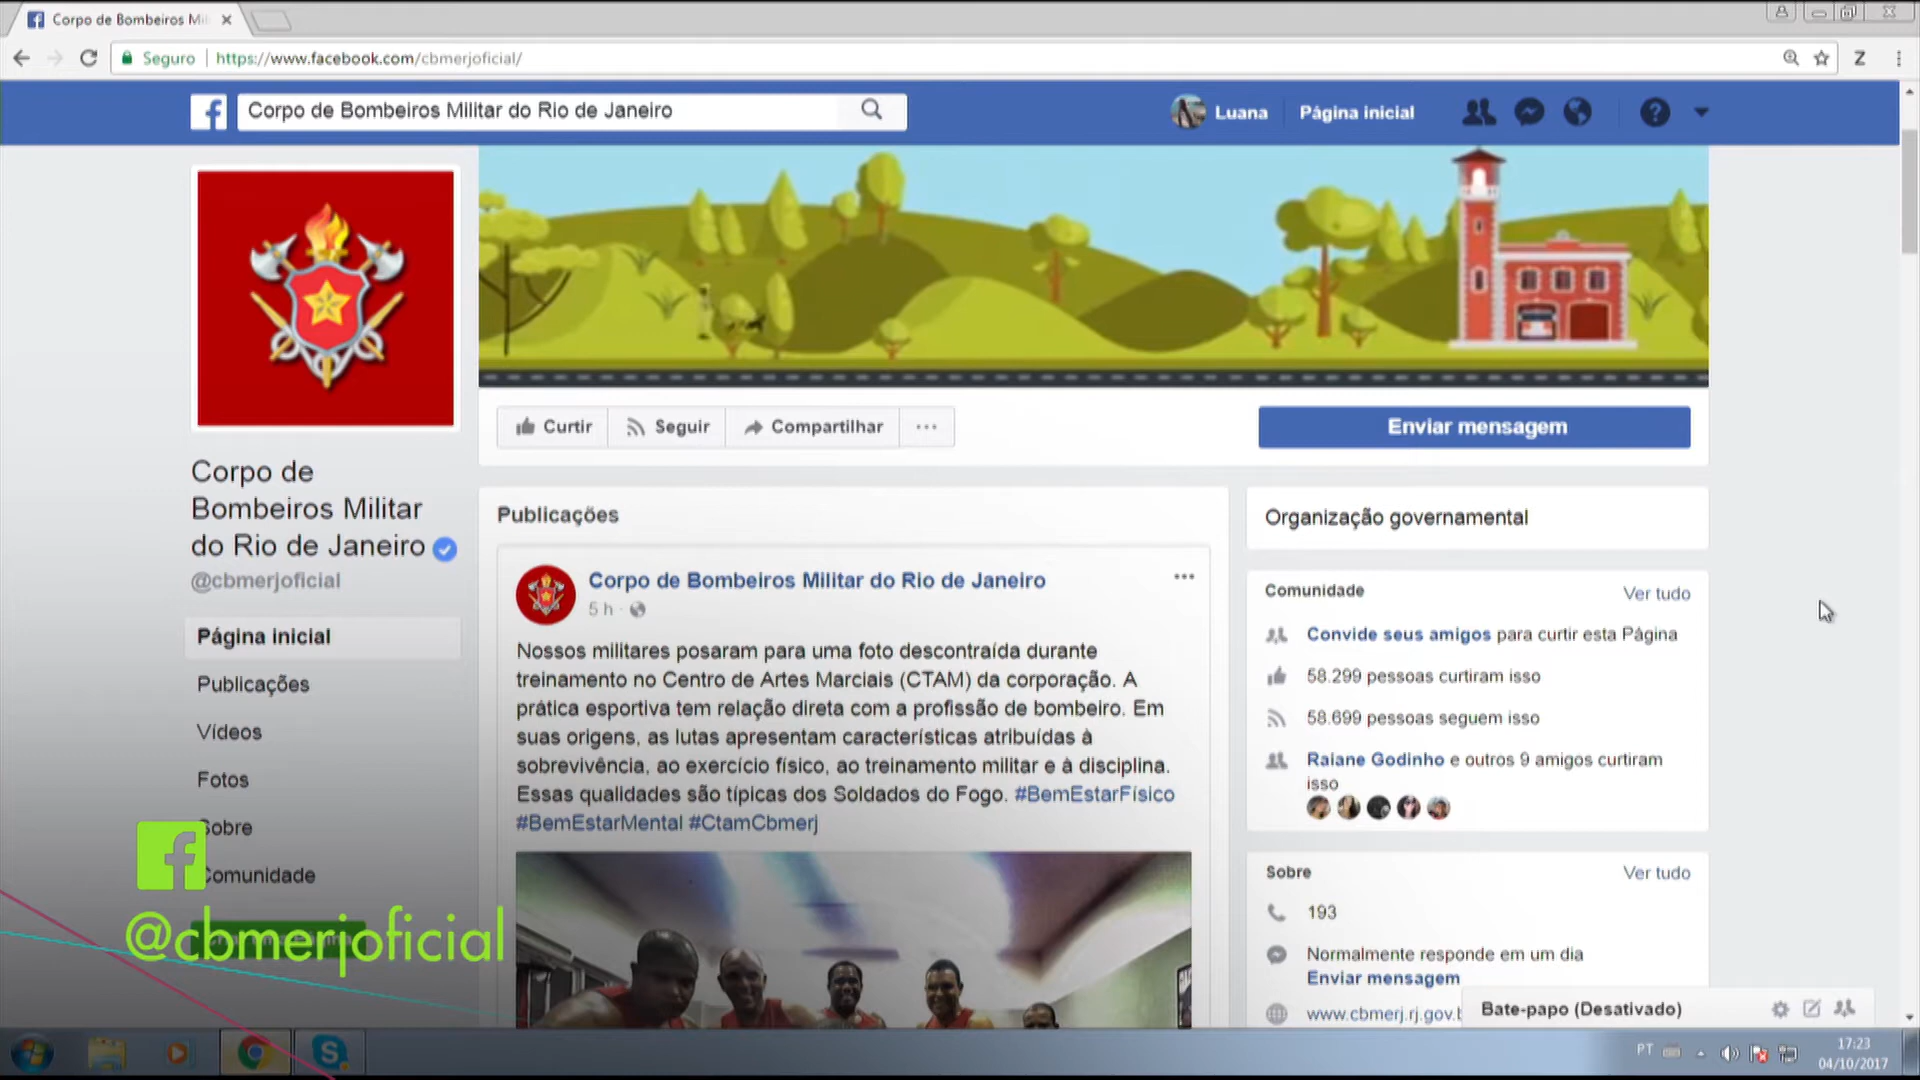 Corpo de Bombeiros Mi
Seguro
https://www.facebook.com/cbmerjoficial/
Z
Corpo de Bombeiros Militar do Rio de Janeiro
Luana
Página inicial
Curtir
Seguir
Compartilhar
Enviar mensagem
Corpo de
Bombeiros Militar
do Rio de Janeiro
@cbmerjoficial
Página inicial
Publicações
Vídeos
Fotos
Sobre
Comunidade
@cbmerjoficial
Publicações
Corpo de Bombeiros Militar do Rio de Janeiro
5 h
Nossos militares posaram para uma foto descontraída durante
treinamento no Centro de Artes Marciais (CTAM) da corporação. A
prática esportiva tem relação direta com a profissão de bombeiro. Em
suas origens, as lutas apresentam características atribuídas à
sobrevivência, ao exercício físico, ao treinamento militar e à disciplina.
Essas qualidades são típicas dos Soldados do Fogo. #BemEstarFísico
#BemEstarMental #CtamCbmerj
Organização governamental
Comunidade
Ver tudo
Convide seus amigos para curtir esta Página
58.299 pessoas curtiram isso
58.699 pessoas seguem isso
Raiane Godinho e outros 9 amigos curtiram
isso
Sobre
Ver tudo
193
Normalmente responde em um dia
Enviar mensagem
www.cbmerj.rj.gov.b
Bate-papo (Desativado)
PT
17:23
04/10/2017